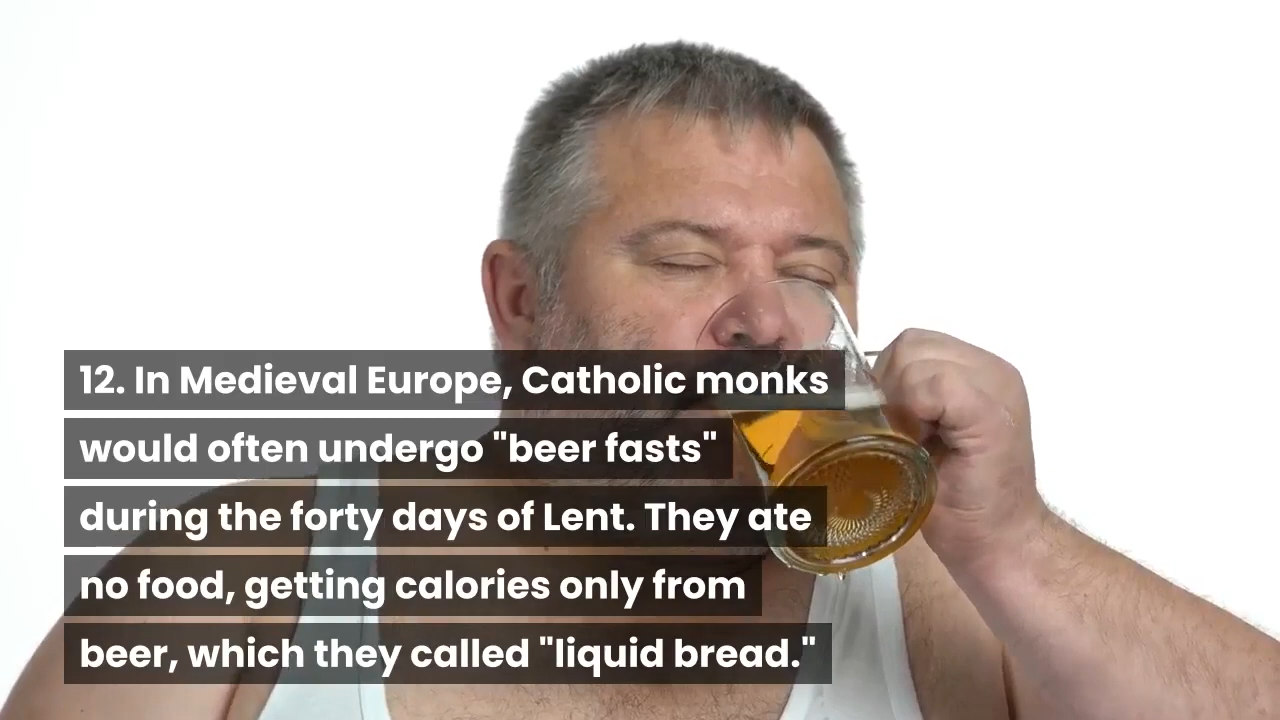 12. In Medieval Europe, Catholic monks
would often undergo "beer fasts"
during the forty days of Lent. They ate
no food, getting calories only from
beer, which they called "liquid bread."